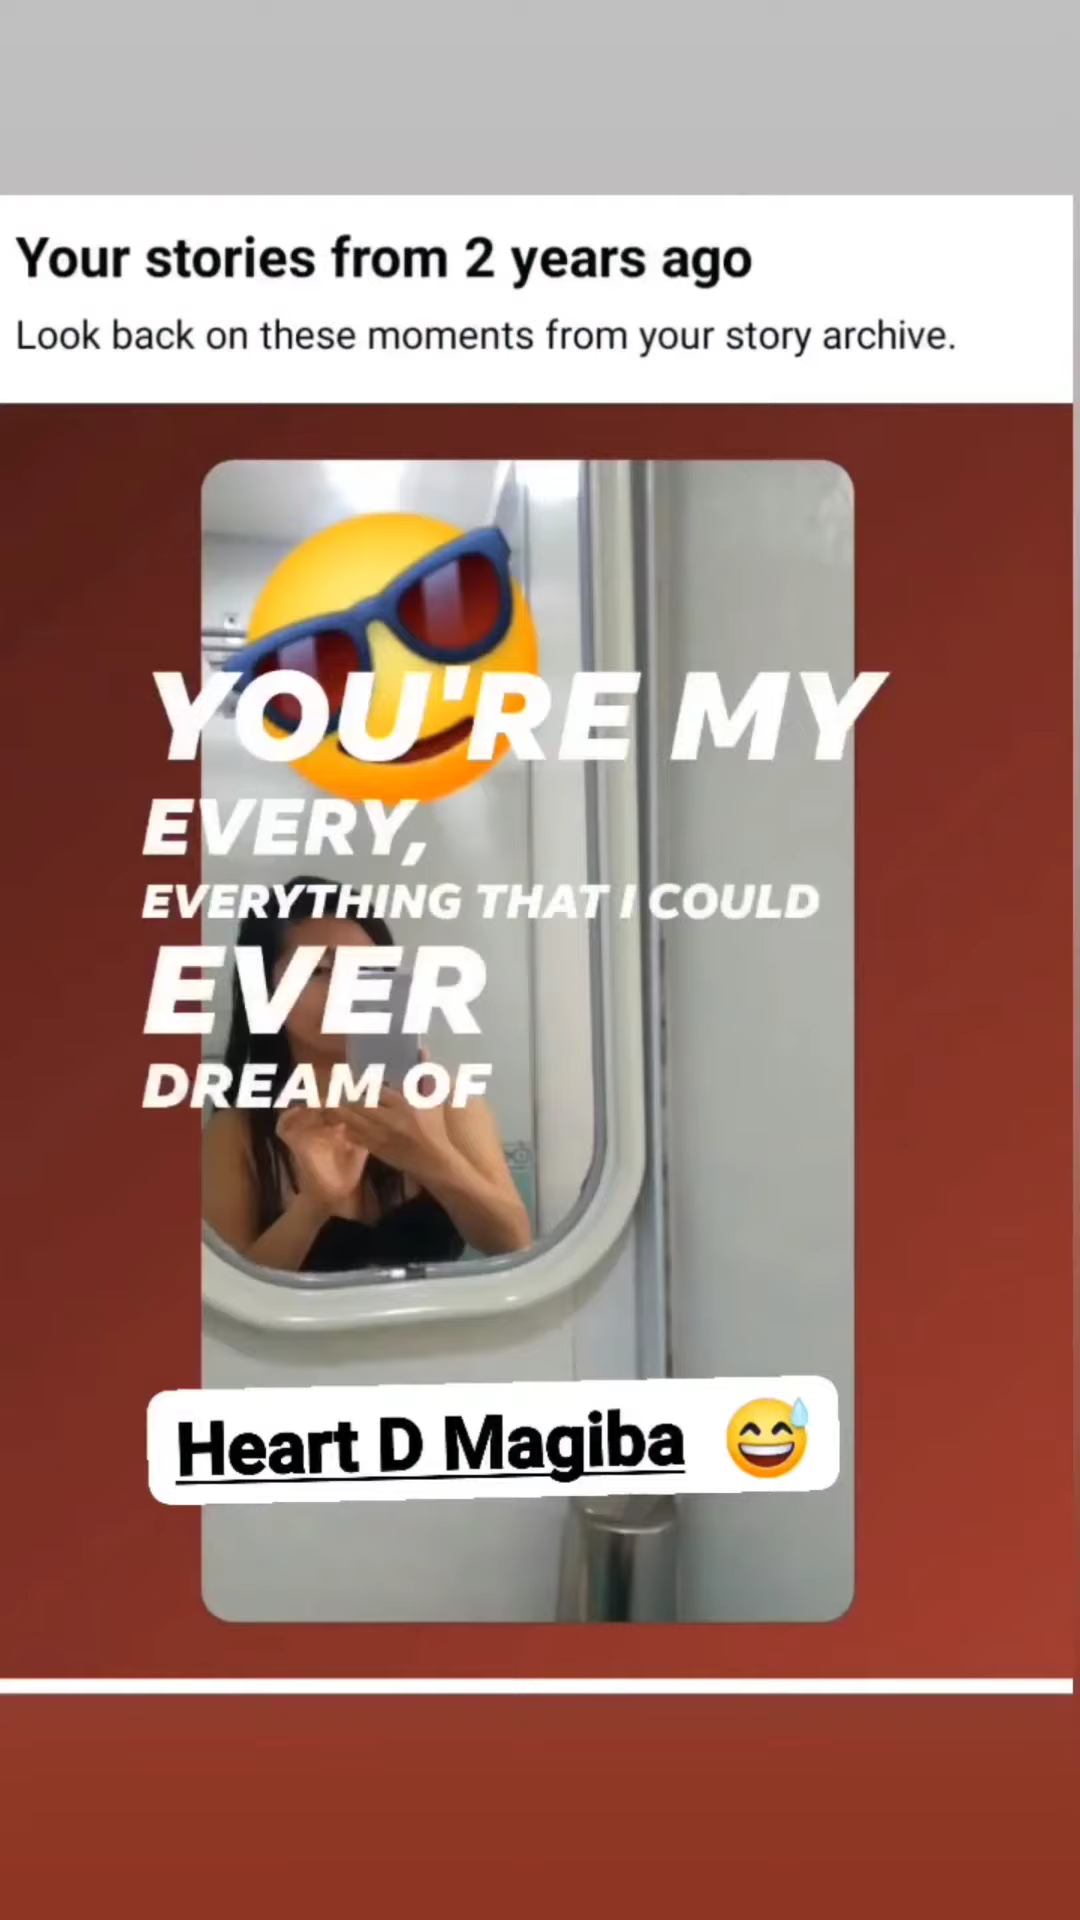 Your stories from 2 years ago
Look back on these moments from your story archive.
YOU'RE MY
EVERY,
EVERYTHING THAT I COULD
EVER
DREAM OF
Heart D Magiba 😅